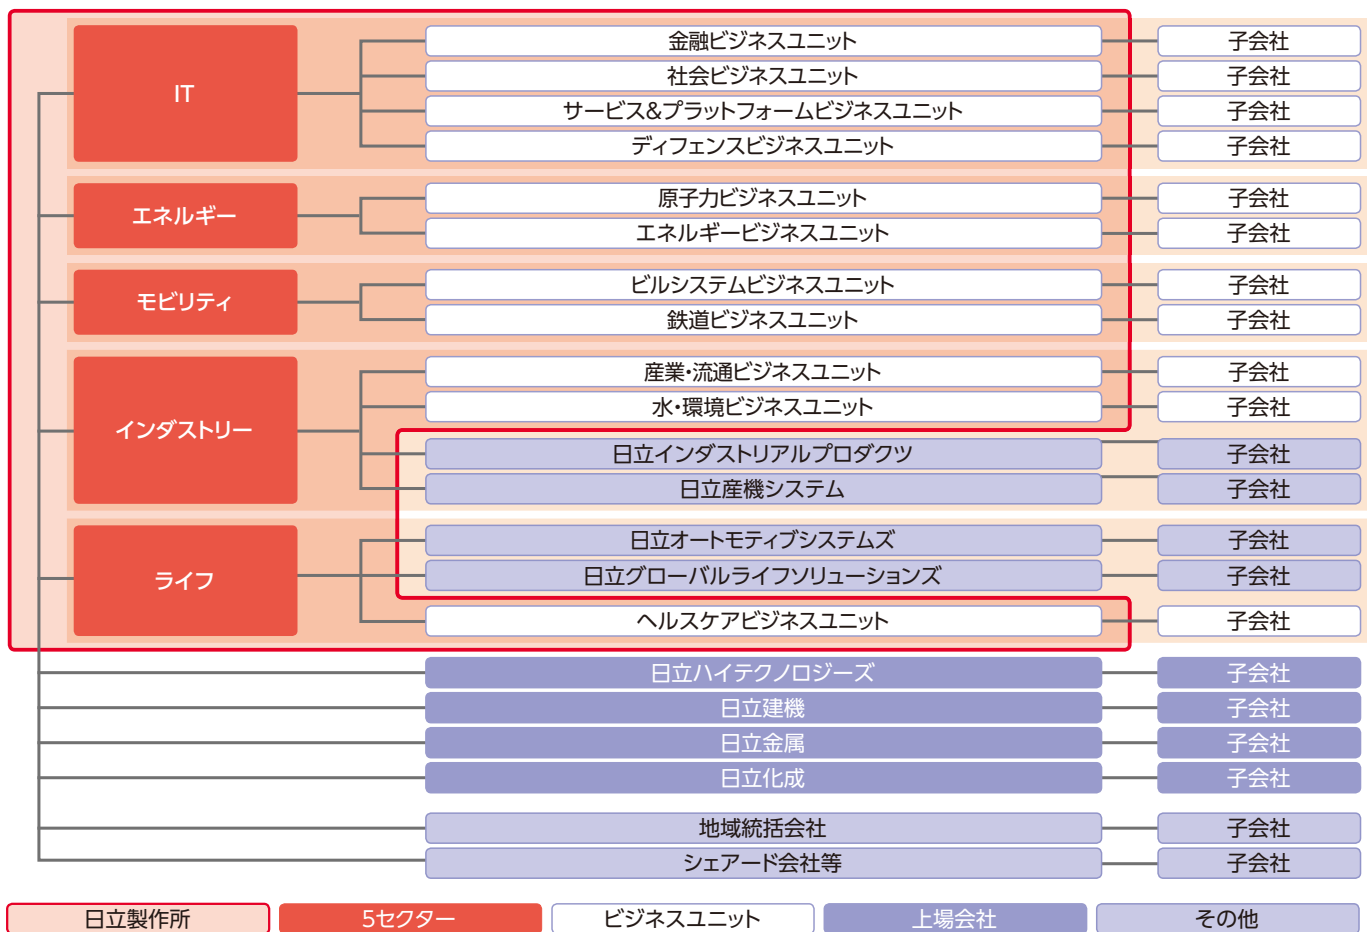 IT
金融ビジネスユニット 子会社
社会ビジネスユニット 子会社
サービス&プラットフォームビジネスユニット 子会社
ディフェンスビジネスユニット 子会社
エネルギー
原子力ビジネスユニット 子会社
エネルギービジネスユニット 子会社
モビリティ
ビルシステムビジネスユニット 子会社
鉄道ビジネスユニット 子会社
インダストリー
産業・流通ビジネスユニット 子会社
水・環境ビジネスユニット 子会社
日立インダストリアルプロダクツ 子会社
日立産機システム 子会社
ライフ
日立オートモティブシステムズ 子会社
日立グローバルライフソリューションズ 子会社
ヘルスケアビジネスユニット 子会社
日立ハイテクノロジーズ 子会社
日立建機 子会社
日立金属 子会社
日立化成 子会社
地域統括会社 子会社
シェアード会社等 子会社
日立製作所 5セクター ビジネスユニット 上場会社 その他